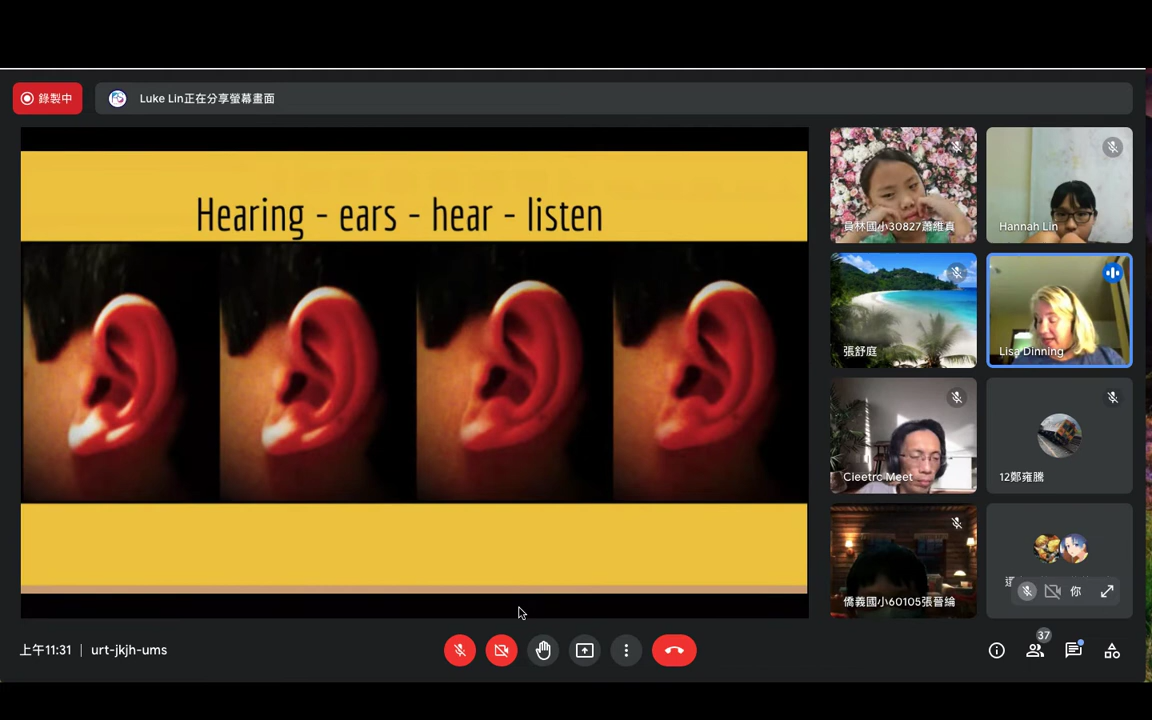 錄製中
Luke Lin正在分享螢幕畫面
Hearing - ears - hear - listen
員林國小30827蕭維真
Hannah Lin
張舒庭
Lisa Dinning
Cleetrc Meet
12鄭雍騰
僑義國小60105張晉綸
你
上午11:31 | urt-jkjh-ums
37